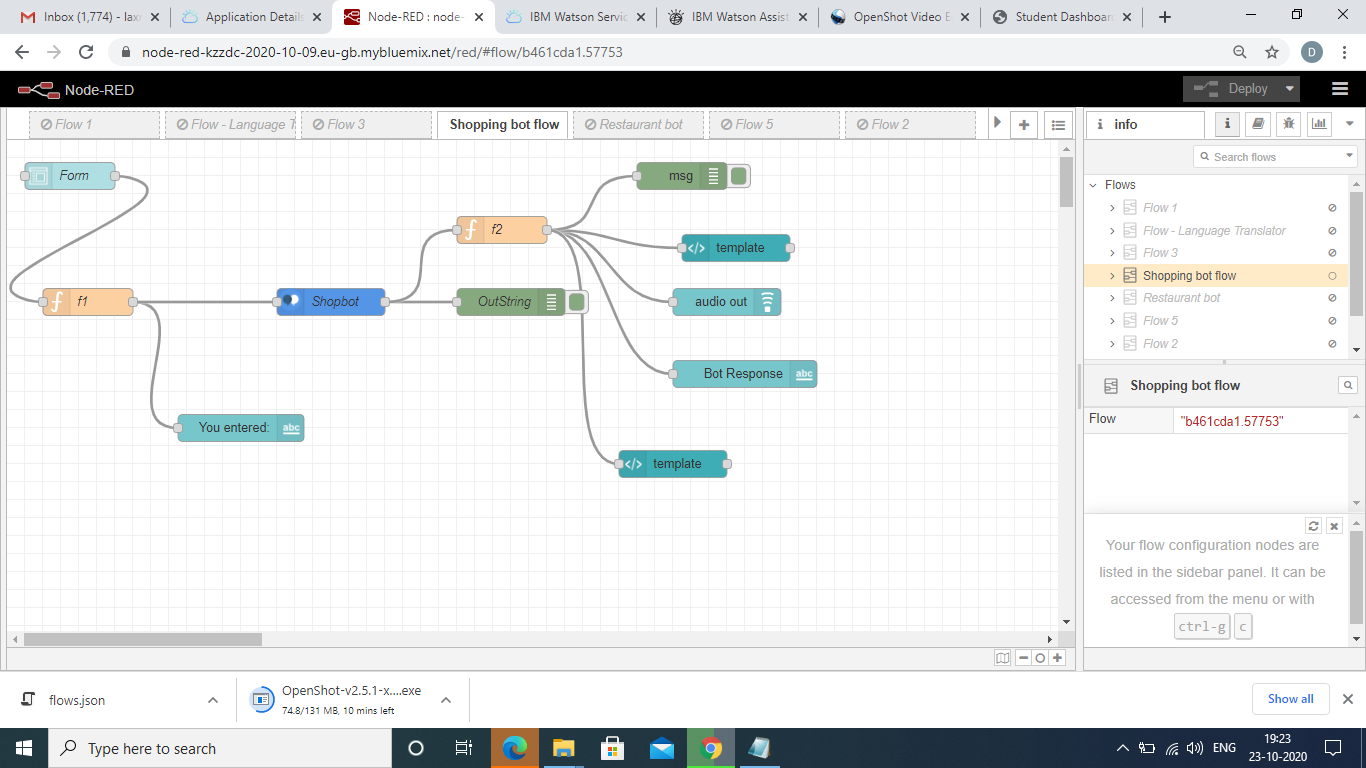 Inbox (1,774) - lax
Application Details
Node-RED : node-
IBM Watson Servic
IBM Watson Assist
OpenShot Video E
Student Dashboar
node-red-kzzdc-2020-10-09.eu-gb.mybluemix.net/red/#flow/b461cda1.57753
D
Node-RED
Deploy
Flow 1
Flow - Language T
Flow 3
Shopping bot flow
Restaurant bot
Flow 5
Flow 2
i info
i
Search flows
Form
f1
Shopbot
You entered:
abc
f2
OutString
msg
template
audio out
Bot Response
abc
template
Flows
Flow 1
Flow - Language Translator
Flow 3
Shopping bot flow
Restaurant bot
Flow 5
Flow 2
Shopping bot flow
Flow
"b461cda1.57753"
Your flow configuration nodes are
listed in the sidebar panel. It can be
accessed from the menu or with
ctrl-g c
flows.json
OpenShot-v2.5.1-x....exe
74.8/131 MB, 10 mins left
Show all
Type here to search
ENG
19:23
23-10-2020